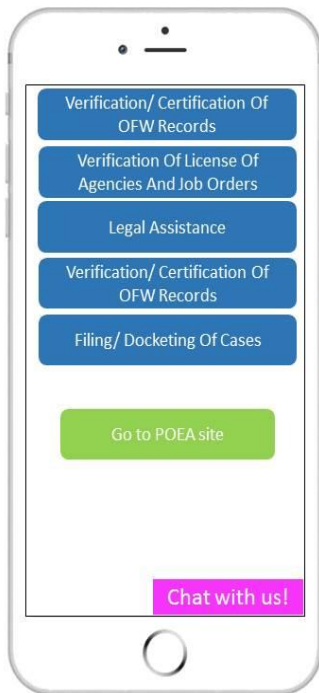 Verification/ Certification Of
OFW Records
Verification Of License Of
Agencies And Job Orders
Legal Assistance
Verification/ Certification Of
OFW Records
Filing/ Docketing Of Cases
Go to POEA site
Chat with us!